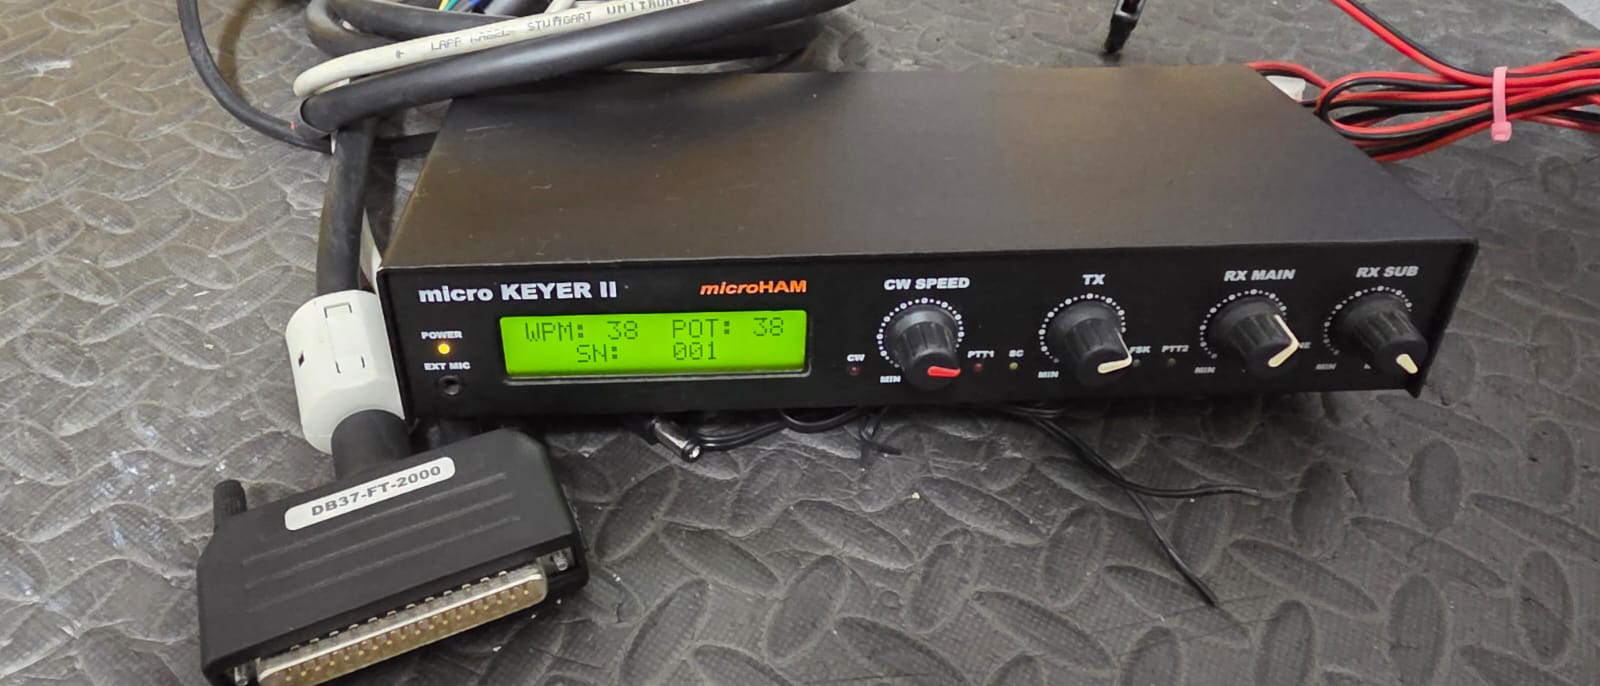 LAPP KABEL STUTTGART UNITRONIC
micro KEYER II
microHAM
POWER
EXT MIC
WPM: 38 POT: 38
SN: 001
CW SPEED
TX
RX MAIN
RX SUB
CW
MIN
PTT1
SC
MIN
FSK
PTT2
MIN
MIN
DB37-FT-2000